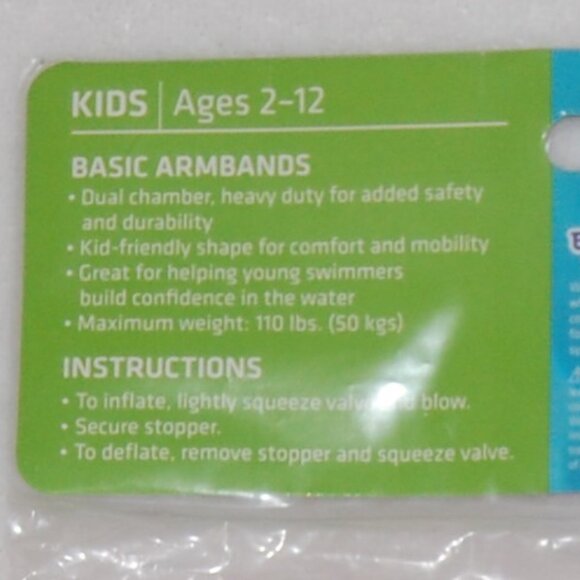 KIDS | Ages 2-12
BASIC ARMBANDS
• Dual chamber, heavy duty for added safety
and durability
• Kid-friendly shape for comfort and mobility
• Great for helping young swimmers
build confidence in the water
• Maximum weight: 110 lbs. (50 kgs)
INSTRUCTIONS
• To inflate, lightly squeeze valve and blow.
• Secure stopper.
• To deflate, remove stopper and squeeze valve.